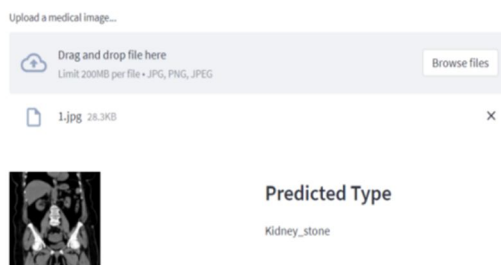 Upload a medical image...
Drag and drop file here
Limit 200MB per file • JPG, PNG, JPEG
Browse files
1.jpg 28.3KB
Predicted Type
Kidney_stone